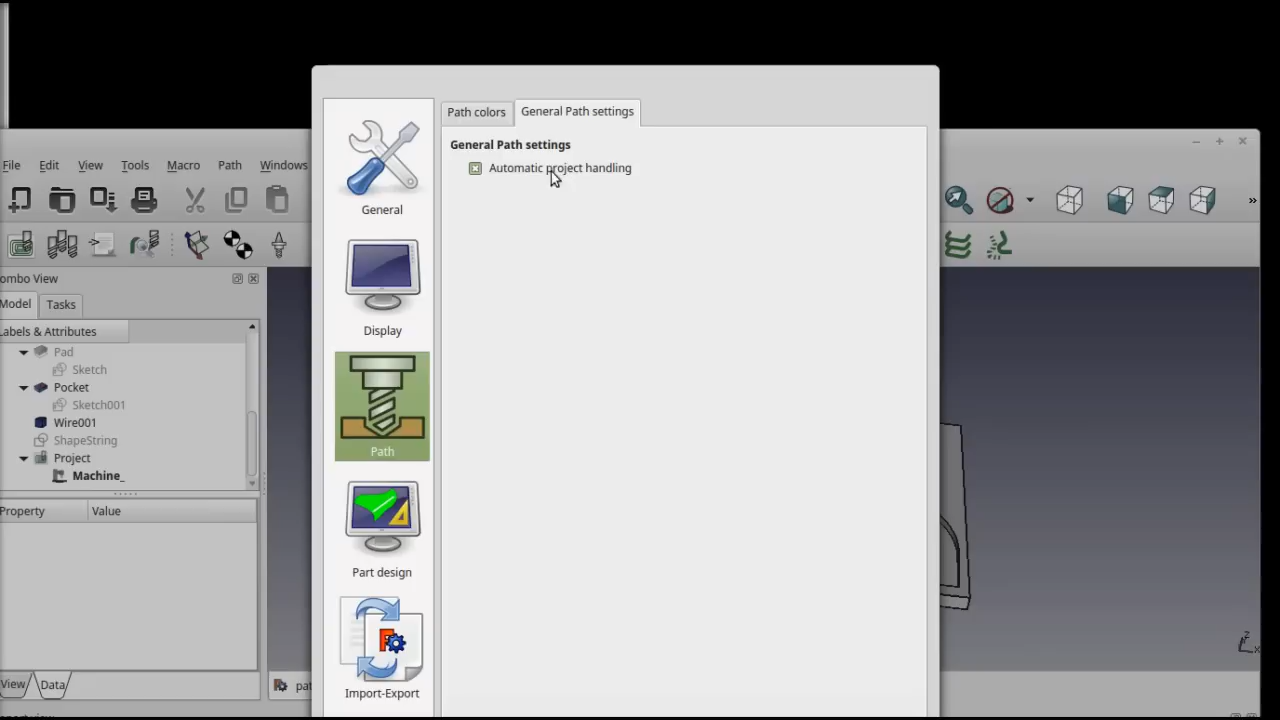 Path colors
General Path settings
General Path settings
Automatic project handling
General
Display
Path
Part design
Import-Export
File Edit View Tools Macro Path Windows
»
ombo View
Model Tasks
Labels & Attributes
Pad
Sketch
Pocket
Sketch001
Wire001
ShapeString
Project
Machine_
Property Value
View Data
pat
z
x